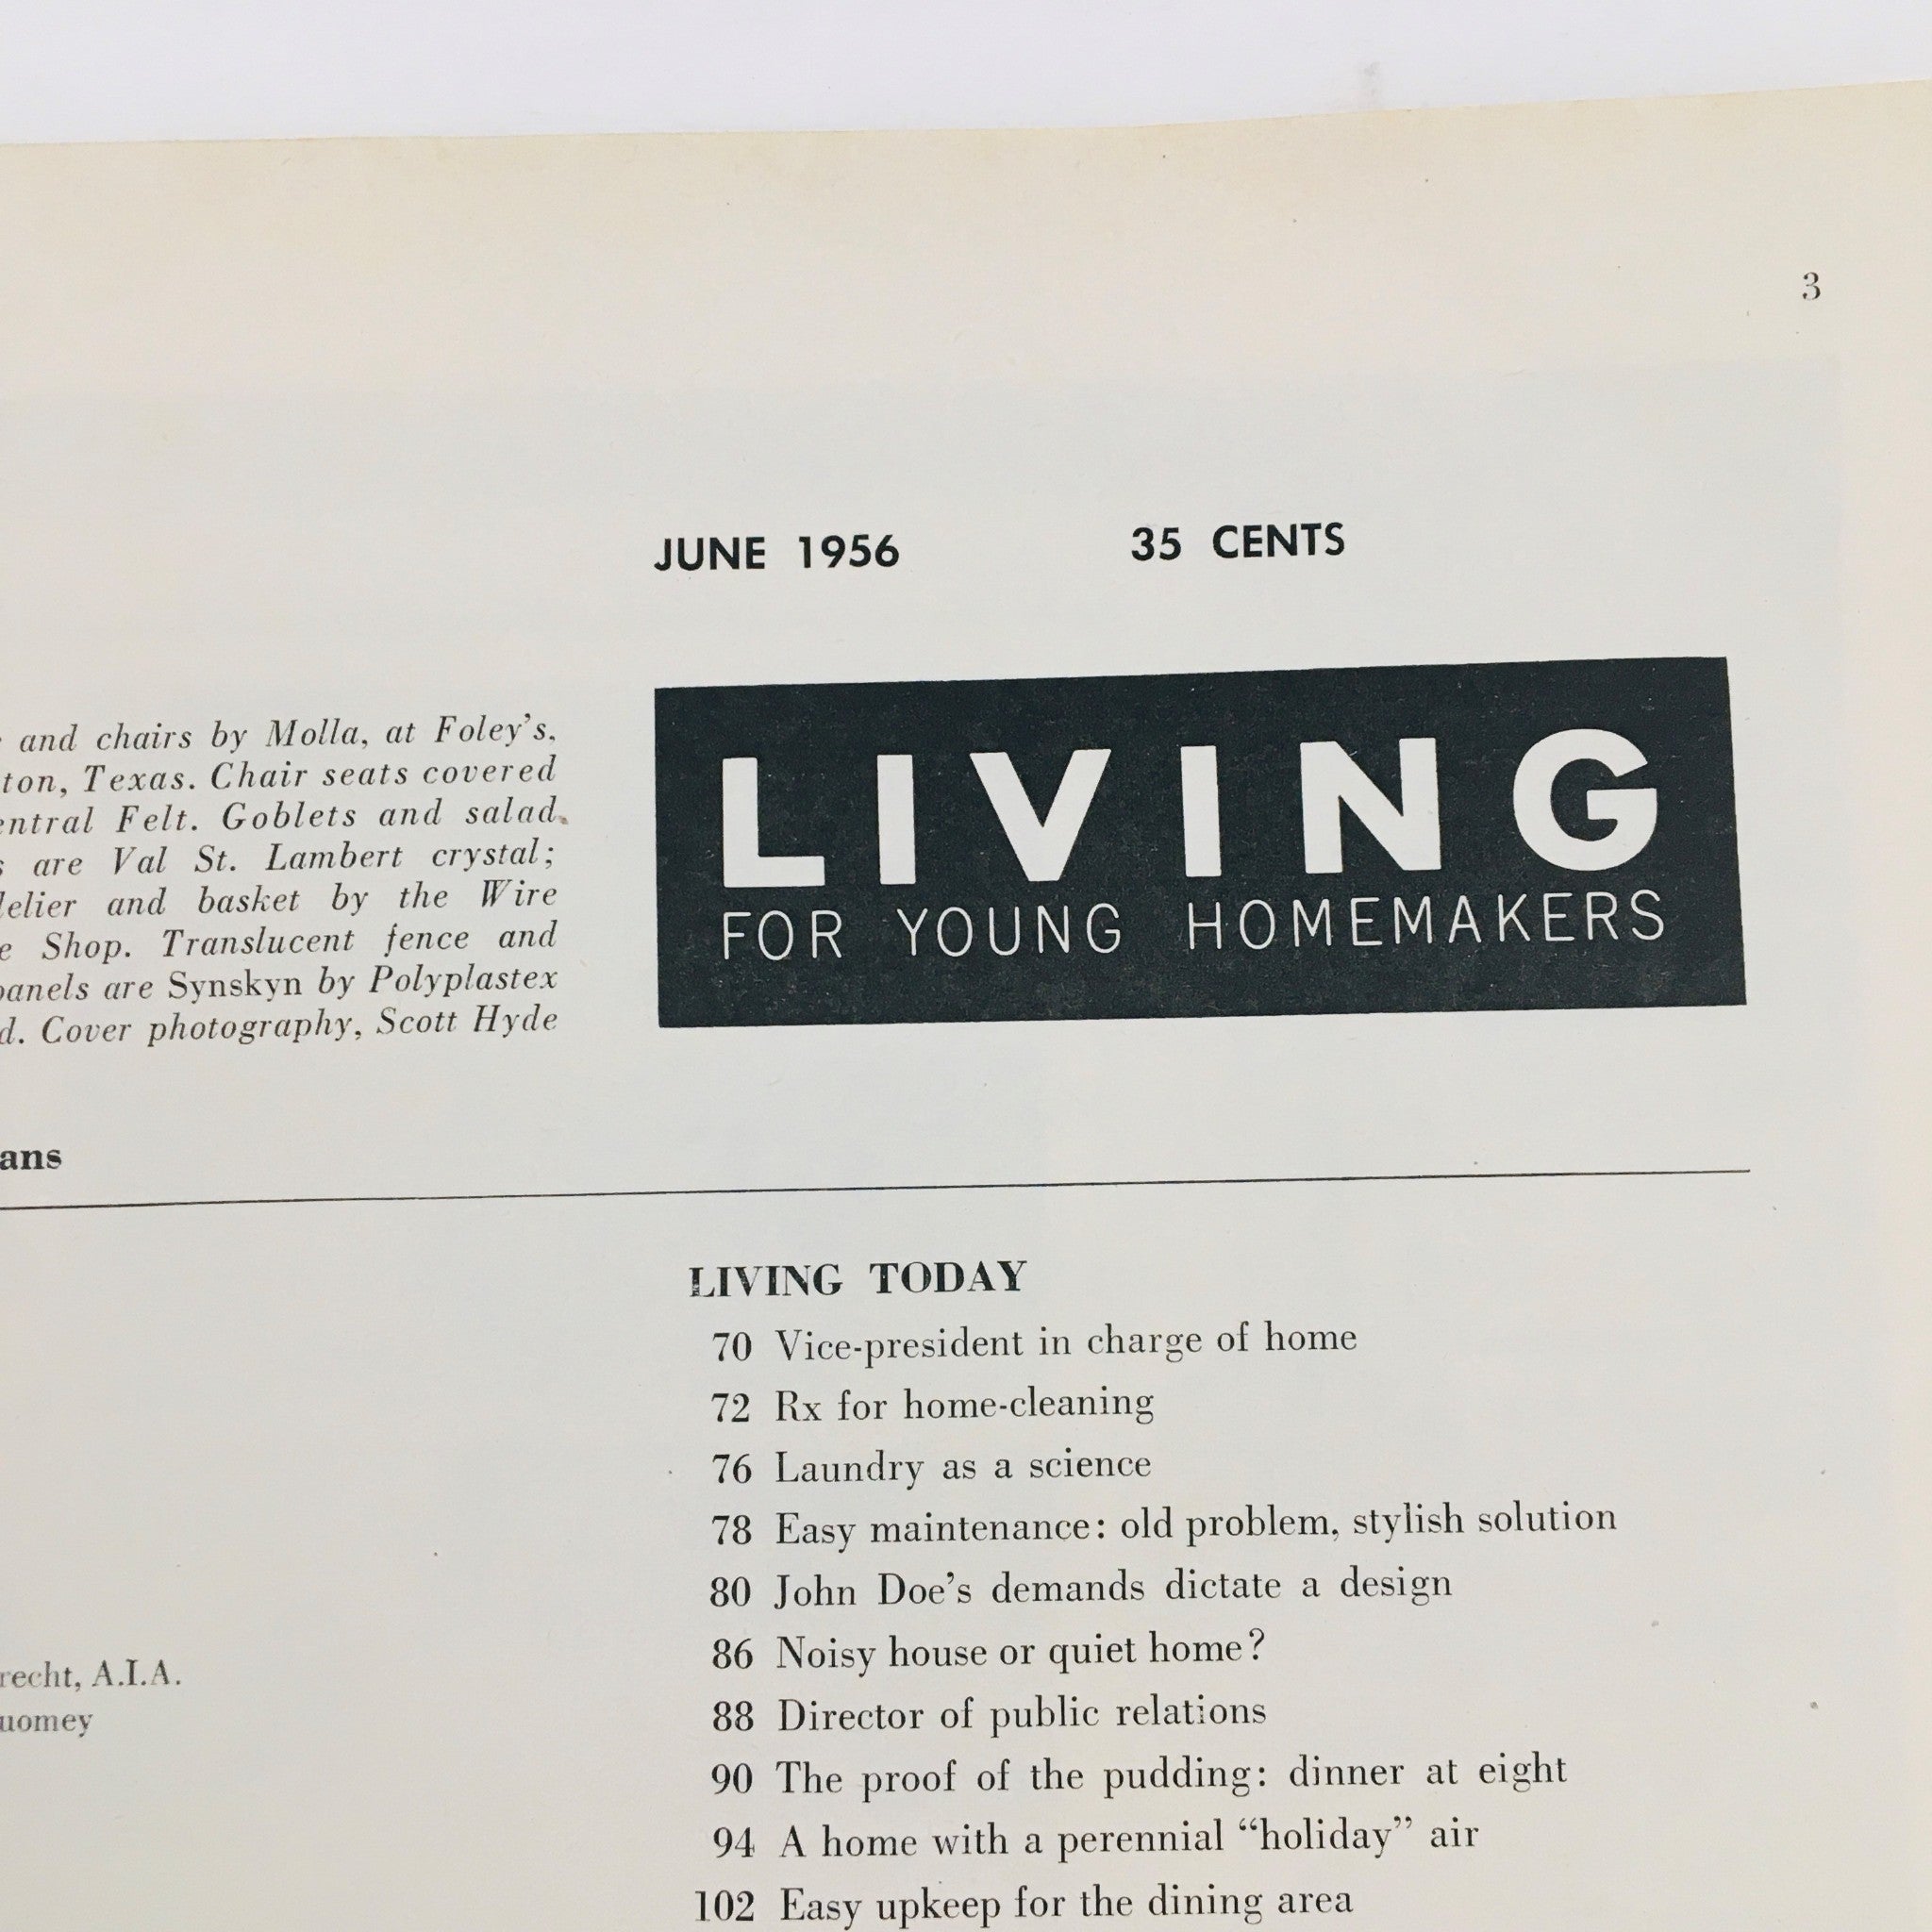 3
JUNE 1956 35 CENTS
and chairs by Molla, at Foley's,
ton, Texas. Chair seats covered
entral Felt. Goblets and salad
are Val St. Lambert crystal;
delier and basket by the Wire
e Shop. Translucent fence and
panels are Synskyn by Polyplastex
d. Cover photography, Scott Hyde
LIVING
FOR YOUNG HOMEMAKERS
ans
LIVING TODAY
70 Vice-president in charge of home
72 Rx for home-cleaning
76 Laundry as a science
78 Easy maintenance: old problem, stylish solution
80 John Doe's demands dictate a design
86 Noisy house or quiet home?
88 Director of public relations
90 The proof of the pudding: dinner at eight
94 A home with a perennial “holiday” air
102 Easy upkeep for the dining area
recht, A.I.A.
uomey